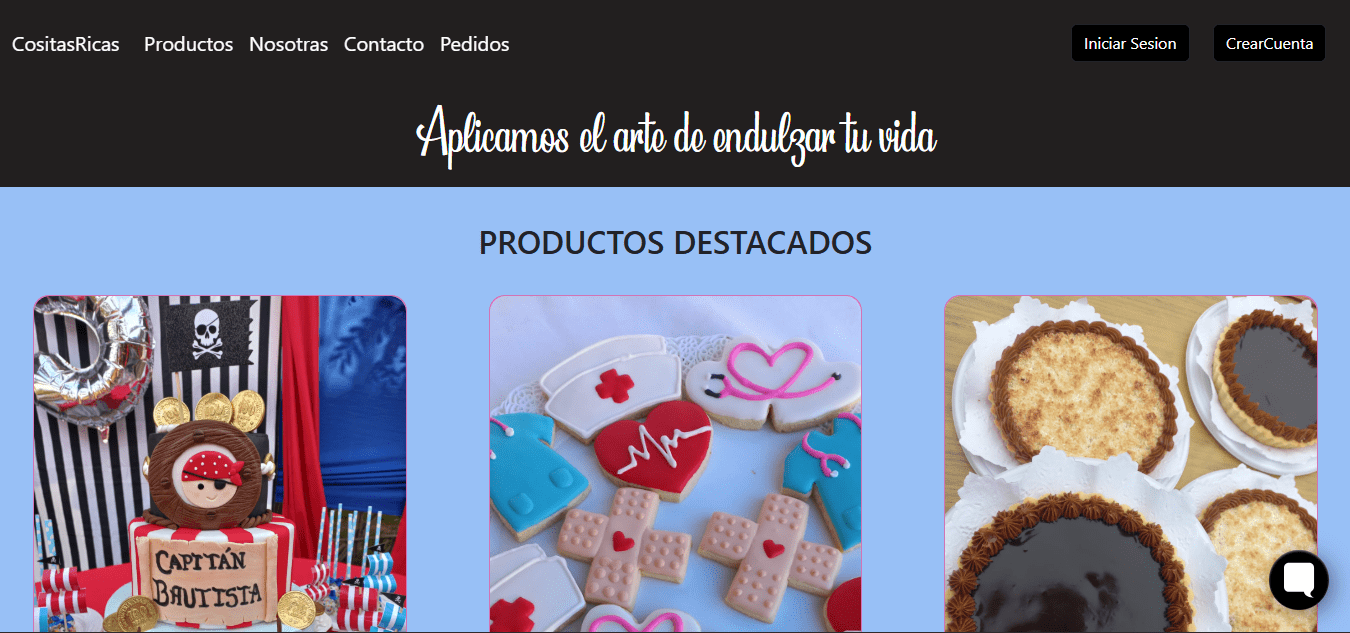 CositasRicas Productos Nosotras Contacto Pedidos Iniciar Sesion CrearCuenta
Aplicamos el arte de endulzar tu vida
PRODUCTOS DESTACADOS
CAPITÁN
BAUTISTA